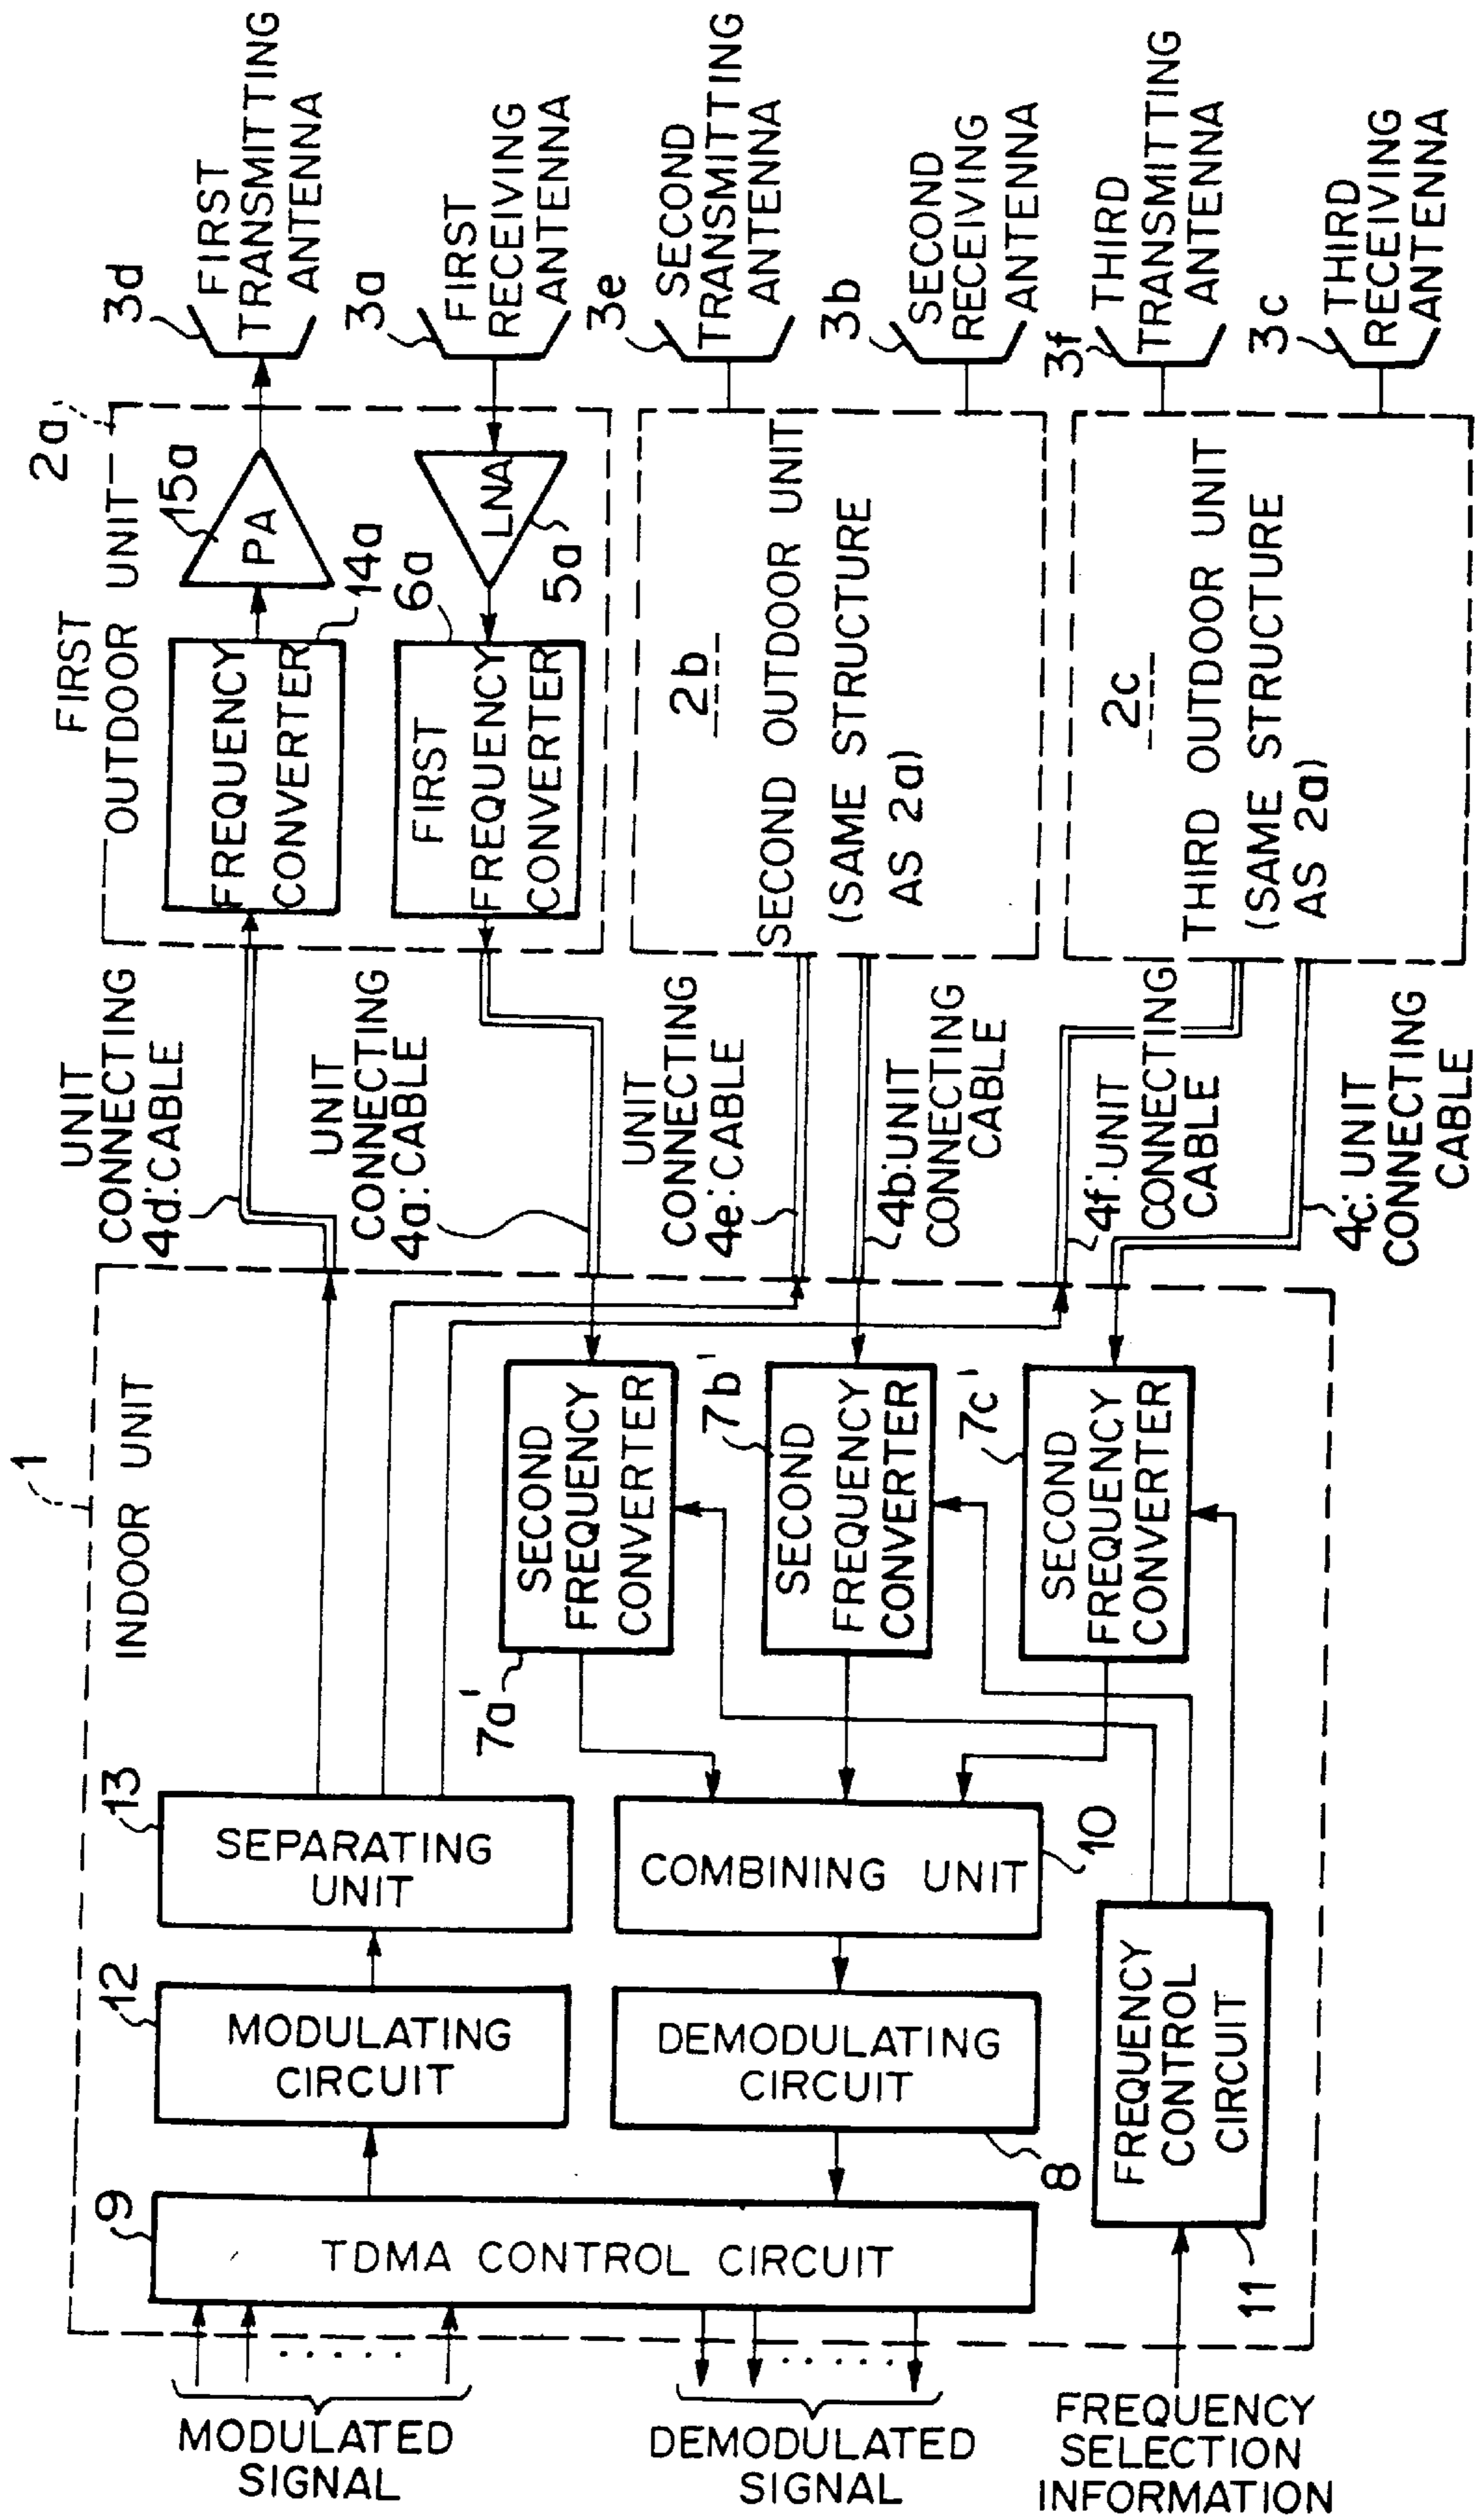 1
INDOOR UNIT
MODULATED
SIGNAL
DEMODULATED
SIGNAL
FREQUENCY
SELECTION
INFORMATION
9
TDMA CONTROL CIRCUIT
12
MODULATING
CIRCUIT
DEMODULATING
CIRCUIT
8
FREQUENCY
CONTROL
CIRCUIT
11
13
SEPARATING
UNIT
COMBINING UNIT
10
7a'
SECOND
FREQUENCY
CONVERTER
7b'
SECOND
FREQUENCY
CONVERTER
7c'
SECOND
FREQUENCY
CONVERTER
UNIT
CONNECTING
4d:CABLE
UNIT
CONNECTING
4a:CABLE
UNIT
CONNECTING
4e:CABLE
4b:UNIT
CONNECTING
CABLE
4f:UNIT
CONNECTING
CABLE
4c:UNIT
CONNECTING
CABLE
FIRST
OUTDOOR UNIT
2a'
FREQUENCY
CONVERTER
14a
PA
15a
FIRST
FREQUENCY
CONVERTER
6a
LNA
5a
2b
SECOND OUTDOOR UNIT
(SAME STRUCTURE
AS 2a)
2c
THIRD OUTDOOR UNIT
(SAME STRUCTURE
AS 2a)
3d
FIRST
TRANSMITTING
ANTENNA
3a
FIRST
RECEIVING
ANTENNA
3e
SECOND
TRANSMITTING
ANTENNA
3b
SECOND
RECEIVING
ANTENNA
3f
THIRD
TRANSMITTING
ANTENNA
3c
THIRD
RECEIVING
ANTENNA